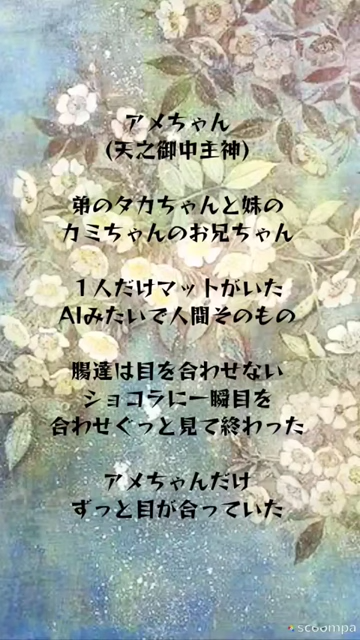 アメちゃん
(天之御中主神)
弟のタカちゃんと妹の
カミちゃんのお兄ちゃん
1人だけマットがいた
AIみたいで人間そのもの
腸達は目を合わせない
ショコラに一瞬目を
合わせぐっと見て終わった
アメちゃんだけ
ずっと目が合っていた
scoompa